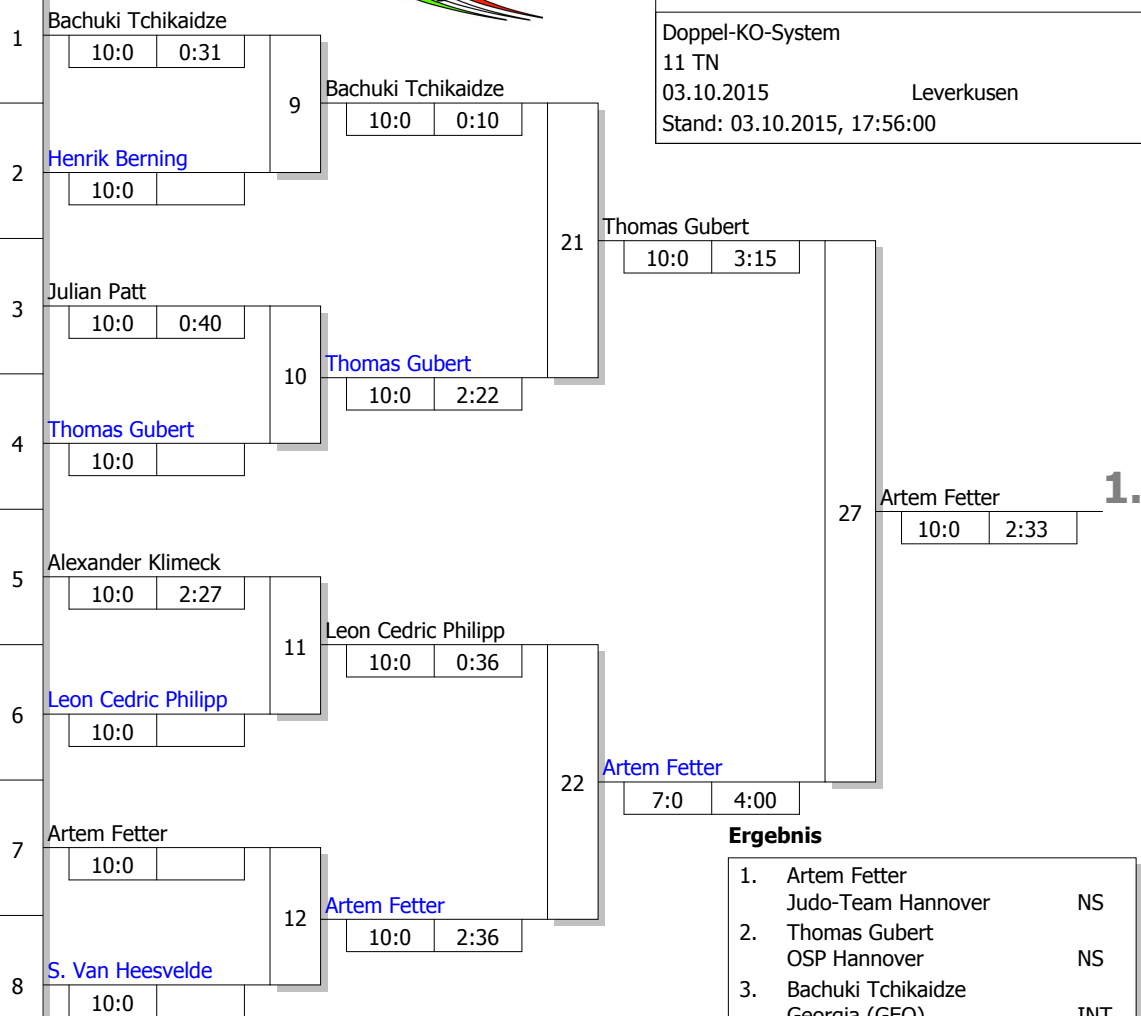 Doppel-KO-System
11 TN
03.10.2015 Leverkusen
Stand: 03.10.2015, 17:56:00
1
Bachuki Tchikaidze
10:0 0:31
2
Henrik Berning
10:0
9
Bachuki Tchikaidze
10:0 0:10
3
Julian Patt
10:0 0:40
4
Thomas Gubert
10:0
10
Thomas Gubert
10:0 2:22
21
Thomas Gubert
10:0 3:15
5
Alexander Klimeck
10:0 2:27
6
Leon Cedric Philipp
10:0
11
Leon Cedric Philipp
10:0 0:36
7
Artem Fetter
10:0
8
S. Van Heesvelde
10:0
12
Artem Fetter
10:0 2:36
22
Artem Fetter
7:0 4:00
27
Artem Fetter 1.
10:0 2:33
Ergebnis
1. Artem Fetter
Judo-Team Hannover NS
2. Thomas Gubert
OSP Hannover NS
3. Bachuki Tchikaidze
Georgia (GEO) INT